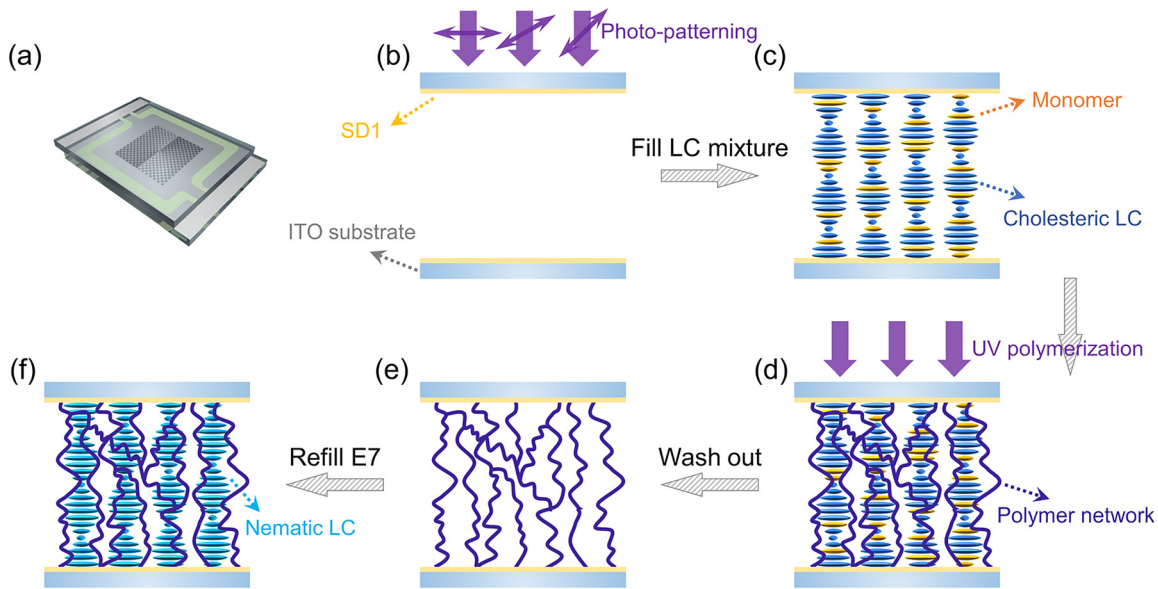 (a)
(b)
Photo-patterning
(c)
SD1
Monomer
Fill LC mixture
Cholesteric LC
ITO substrate
UV polymerization
(f)
(e)
(d)
Refill E7
Wash out
Nematic LC
Polymer network